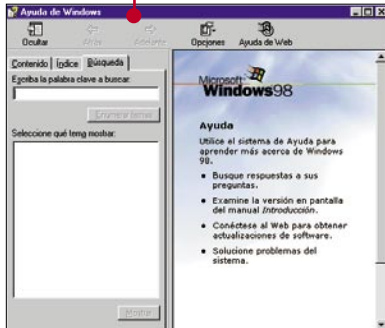 Ayuda de Windows
Ocultar Atrás Adelante Opciones Ayuda de Web
Contenido Índice Búsqueda
Escriba la palabra clave a buscar:
Enumerar temas
Seleccione qué tema mostrar:
Mostrar
Microsoft
Windows98
Ayuda
Utilice el sistema de Ayuda para
aprender más acerca de Windows
98.
• Busque respuestas a sus
preguntas.
• Examine la versión en pantalla
del manual Introducción.
• Conéctese al Web para obtener
actualizaciones de software.
• Solucione problemas del
sistema.